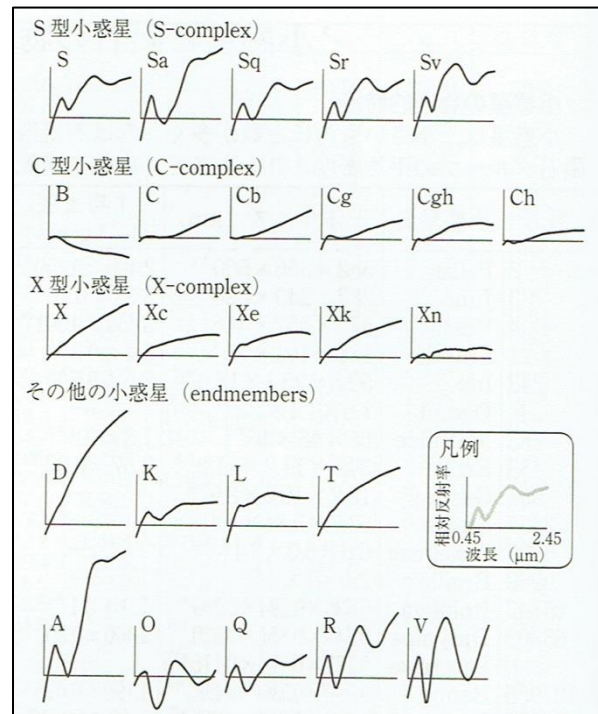 S型小惑星 (S-complex)
S Sa Sq Sr Sv
C型小惑星 (C-complex)
B C Cb Cg Cgh Ch
X型小惑星 (X-complex)
X Xc Xe Xk Xn
その他の小惑星 (endmembers)
D K L T
凡例
相対反射率
0.45 2.45
波長 (μm)
A O Q R V